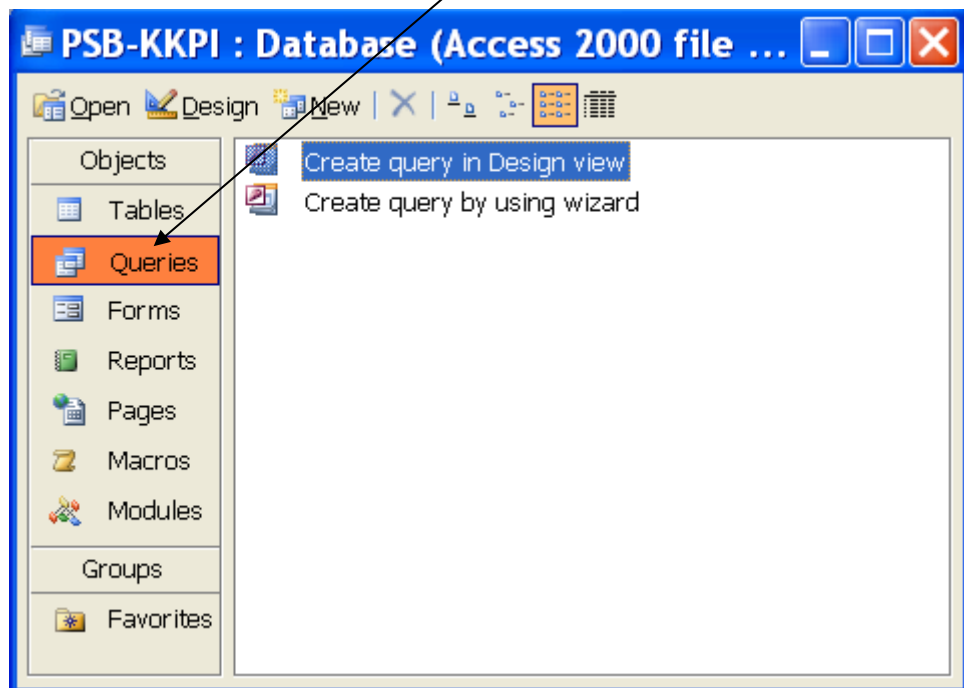 PSB-KKPI : Database (Access 2000 file ...
Open Design New
Objects
Tables
Queries
Forms
Reports
Pages
Macros
Modules
Groups
Favorites
Create query in Design view
Create query by using wizard